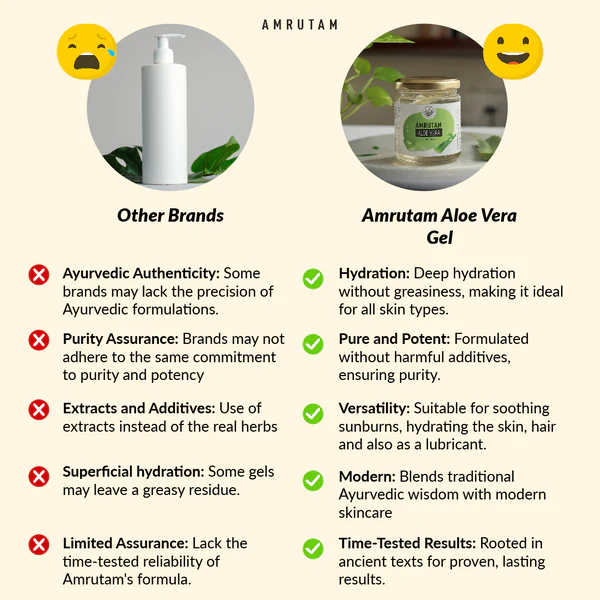 AMRUTAM
AMRUTAM
ALOE VERA
Other Brands
Amrutam Aloe Vera
Gel
Ayurvedic Authenticity: Some
brands may lack the precision of
Ayurvedic formulations.
Purity Assurance: Brands may not
adhere to the same commitment
to purity and potency
Extracts and Additives: Use of
extracts instead of the real herbs
Superficial hydration: Some gels
may leave a greasy residue.
Limited Assurance: Lack the
time-tested reliability of
Amrutam's formula.
Hydration: Deep hydration
without greasiness, making it ideal
for all skin types.
Pure and Potent: Formulated
without harmful additives,
ensuring purity.
Versatility: Suitable for soothing
sunburns, hydrating the skin, hair
and also as a lubricant.
Modern: Blends traditional
Ayurvedic wisdom with modern
skincare
Time-Tested Results: Rooted in
ancient texts for proven, lasting
results.